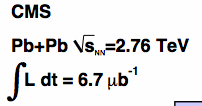 CMS
Pb+Pb √s_NN=2.76 TeV
∫L dt = 6.7 μb⁻¹